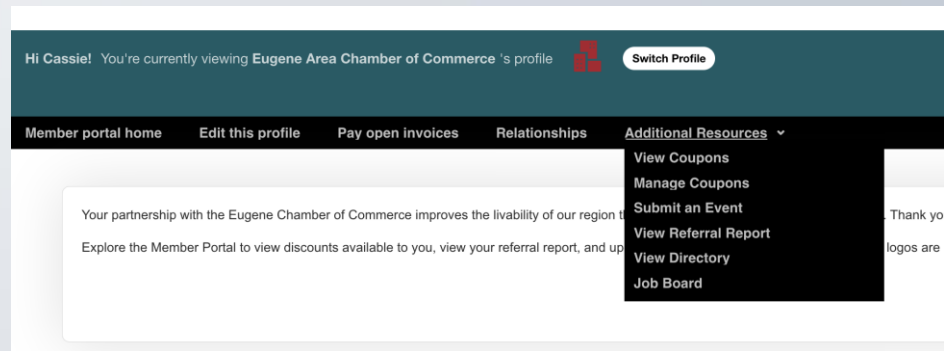 Hi Cassie! You're currently viewing Eugene Area Chamber of Commerce 's profile Switch Profile
Member portal home Edit this profile Pay open invoices Relationships Additional Resources
View Coupons
Manage Coupons
Submit an Event
View Referral Report
View Directory
Job Board
Your partnership with the Eugene Chamber of Commerce improves the livability of our region . Thank
Explore the Member Portal to view discounts available to you, view your referral report, and logos are